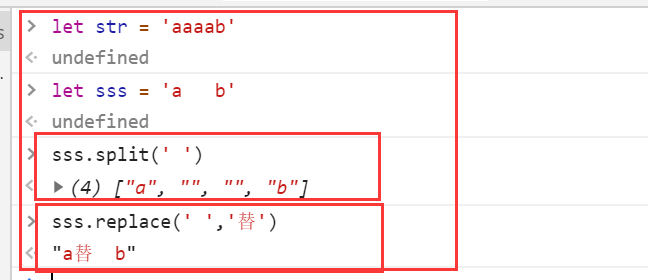 > let str = 'aaaab'
< undefined
> let sss = 'a   b'
< undefined
> sss.split(' ')
< ▶ (4) ["a", "", "", "b"]
> sss.replace(' ','替')
< "a替  b"